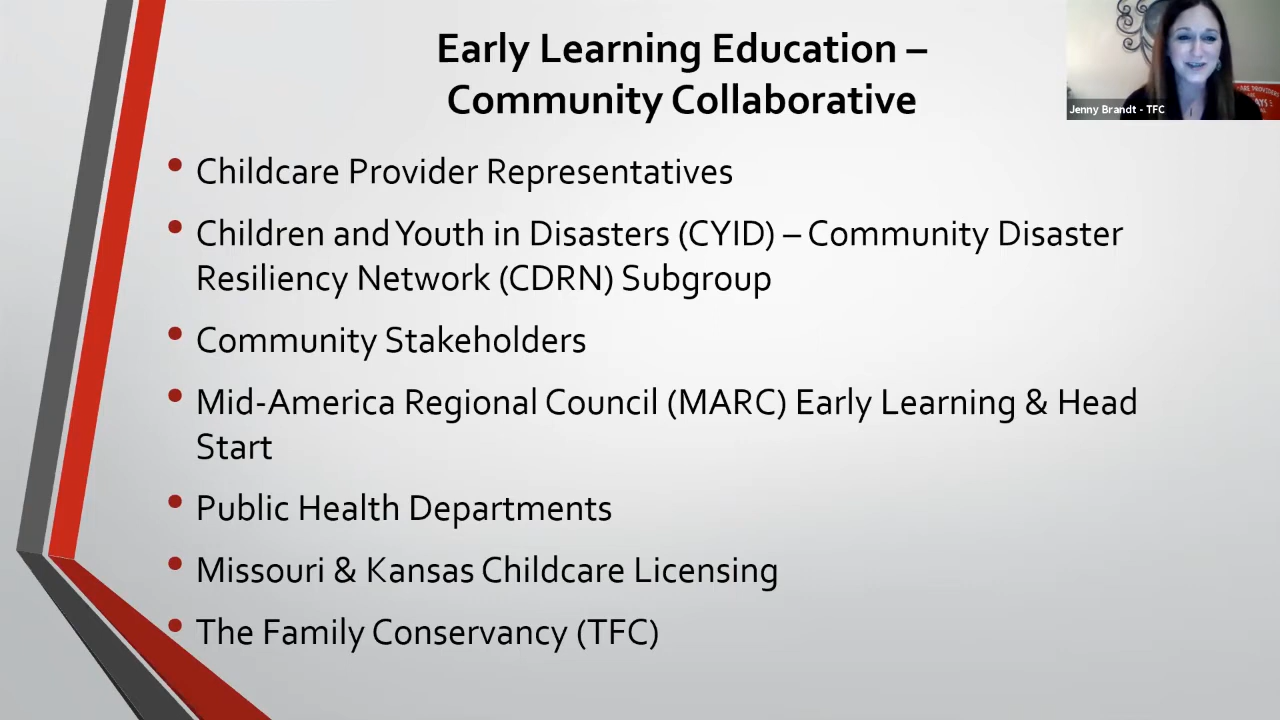 Early Learning Education –
Community Collaborative
Jenny Brandt - TFC
• Childcare Provider Representatives
• Children and Youth in Disasters (CYID) – Community Disaster
Resiliency Network (CDRN) Subgroup
• Community Stakeholders
• Mid-America Regional Council (MARC) Early Learning & Head
Start
• Public Health Departments
• Missouri & Kansas Childcare Licensing
• The Family Conservancy (TFC)